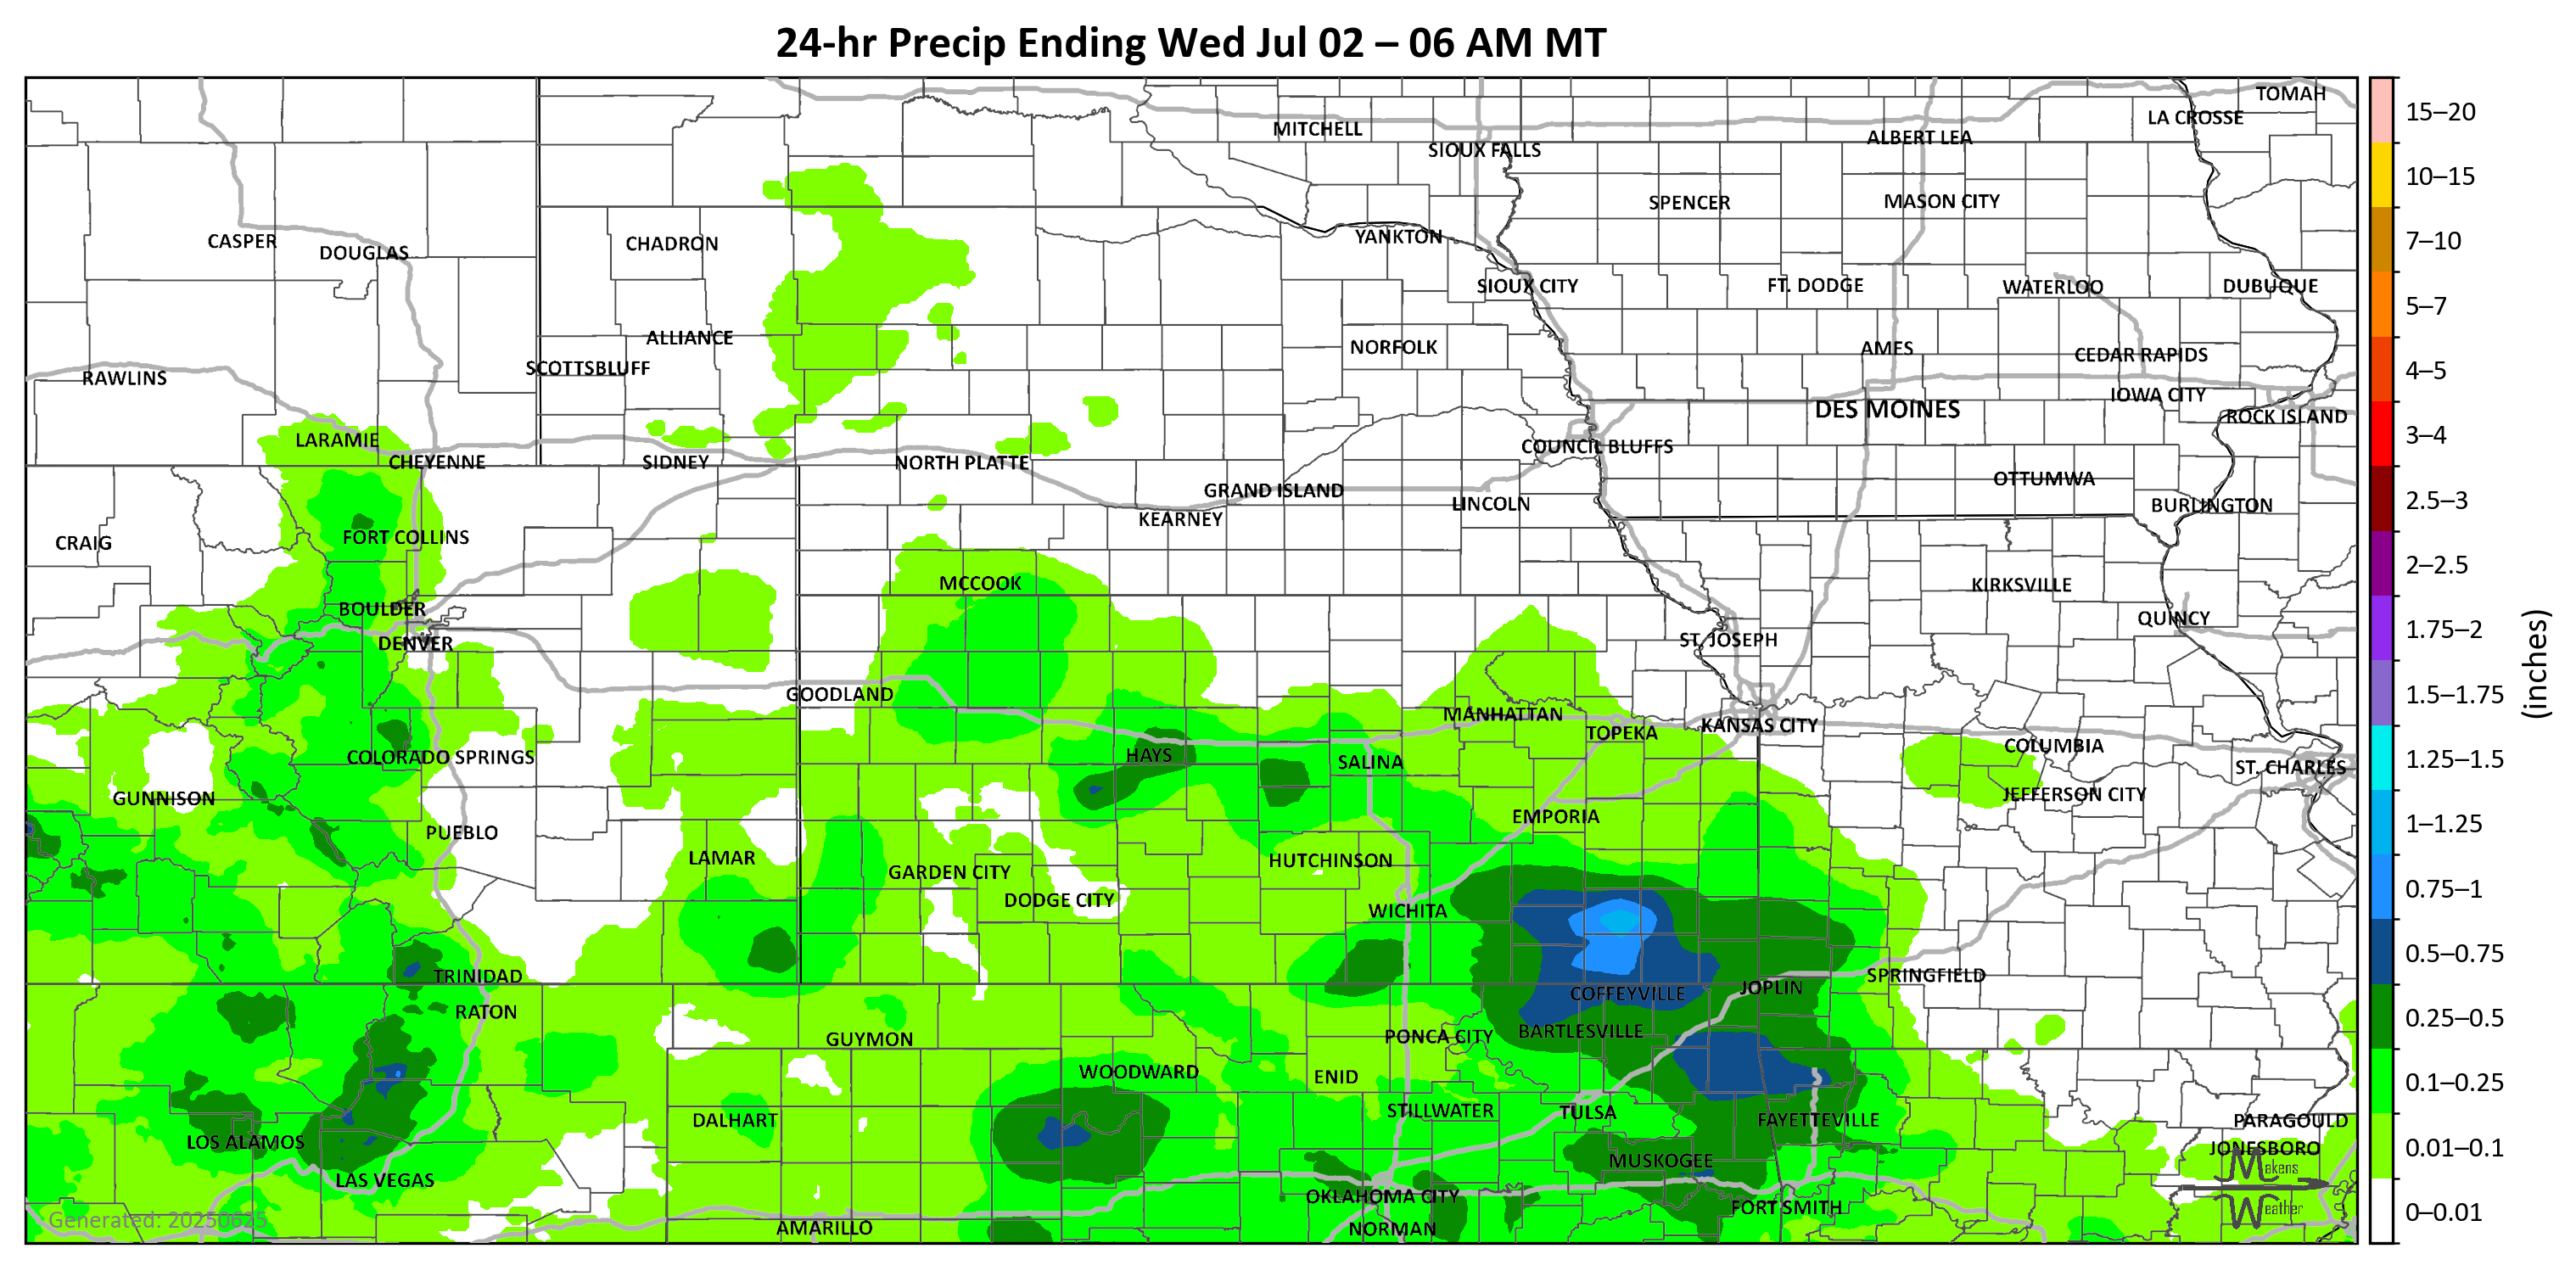 24-hr Precip Ending Wed Jul 02 – 06 AM MT
TOMAH
LA CROSSE
MITCHELL
ALBERT LEA
SIOUX FALLS
SPENCER
MASON CITY
YANKTON
CASPER
CHADRON
DOUGLAS
SIOUX CITY
FT. DODGE
WATERLOO
DUBUQUE
ALLIANCE
NORFOLK
AMES
CEDAR RAPIDS
SCOTTSBLUFF
RAWLINS
IOWA CITY
DES MOINES
ROCK ISLAND
LARAMIE
COUNCIL BLUFFS
CHEYENNE
SIDNEY
NORTH PLATTE
OTTUMWA
GRAND ISLAND
LINCOLN
BURLINGTON
KEARNEY
FORT COLLINS
CRAIG
MCCOOK
KIRKSVILLE
BOULDER
QUINCY
DENVER
ST. JOSEPH
GOODLAND
MANHATTAN
KANSAS CITY
TOPEKA
COLUMBIA
COLORADO SPRINGS
HAYS
SALINA
ST. CHARLES
GUNNISON
JEFFERSON CITY
EMPORIA
PUEBLO
LAMAR
HUTCHINSON
GARDEN CITY
DODGE CITY
WICHITA
TRINIDAD
SPRINGFIELD
JOPLIN
COFFEYVILLE
RATON
BARTLESVILLE
GUYMON
PONCA CITY
WOODWARD
ENID
STILLWATER
TULSA
DALHART
FAYETTEVILLE
PARAGOULD
LOS ALAMOS
JONESBORO
MUSKOGEE
LAS VEGAS
OKLAHOMA CITY
FORT SMITH
AMARILLO
NORMAN
Generated: 20250625
Makens
Weather
15–20
10–15
7–10
5–7
4–5
3–4
2.5–3
2–2.5
1.75–2
1.5–1.75
1.25–1.5
1–1.25
0.75–1
0.5–0.75
0.25–0.5
0.1–0.25
0.01–0.1
0–0.01
(inches)